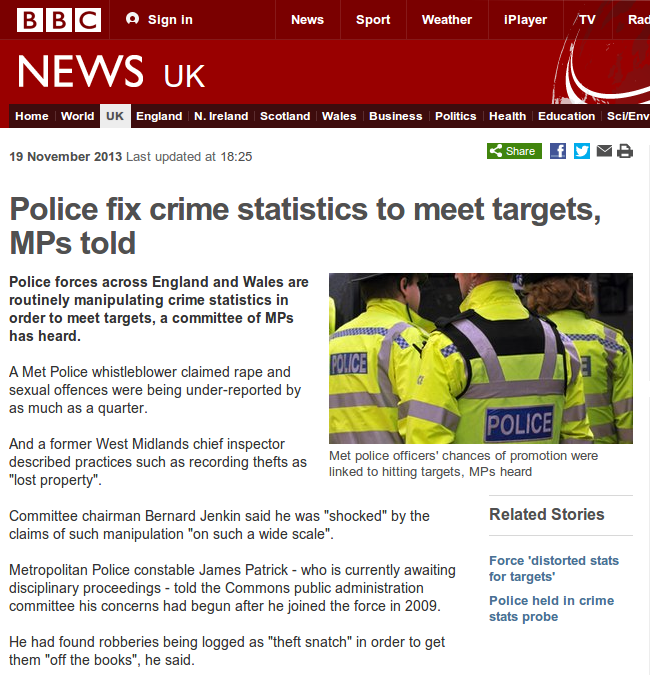 BBC Sign in News Sport Weather iPlayer TV Rad
NEWS UK
Home World UK England N. Ireland Scotland Wales Business Politics Health Education Sci/Env
19 November 2013 Last updated at 18:25
Share
Police fix crime statistics to meet targets,
MPs told
Police forces across England and Wales are
routinely manipulating crime statistics in
order to meet targets, a committee of MPs
has heard.
A Met Police whistleblower claimed rape and
sexual offences were being under-reported by
as much as a quarter.
And a former West Midlands chief inspector
described practices such as recording thefts as
"lost property".
POLICE
POLICE
Met police officers' chances of promotion were
linked to hitting targets, MPs heard
Committee chairman Bernard Jenkin said he was "shocked" by the
claims of such manipulation "on such a wide scale".
Metropolitan Police constable James Patrick - who is currently awaiting
disciplinary proceedings - told the Commons public administration
committee his concerns had begun after he joined the force in 2009.
He had found robberies being logged as "theft snatch" in order to get
them "off the books", he said.
Related Stories
Force 'distorted stats
for targets'
Police held in crime
stats probe